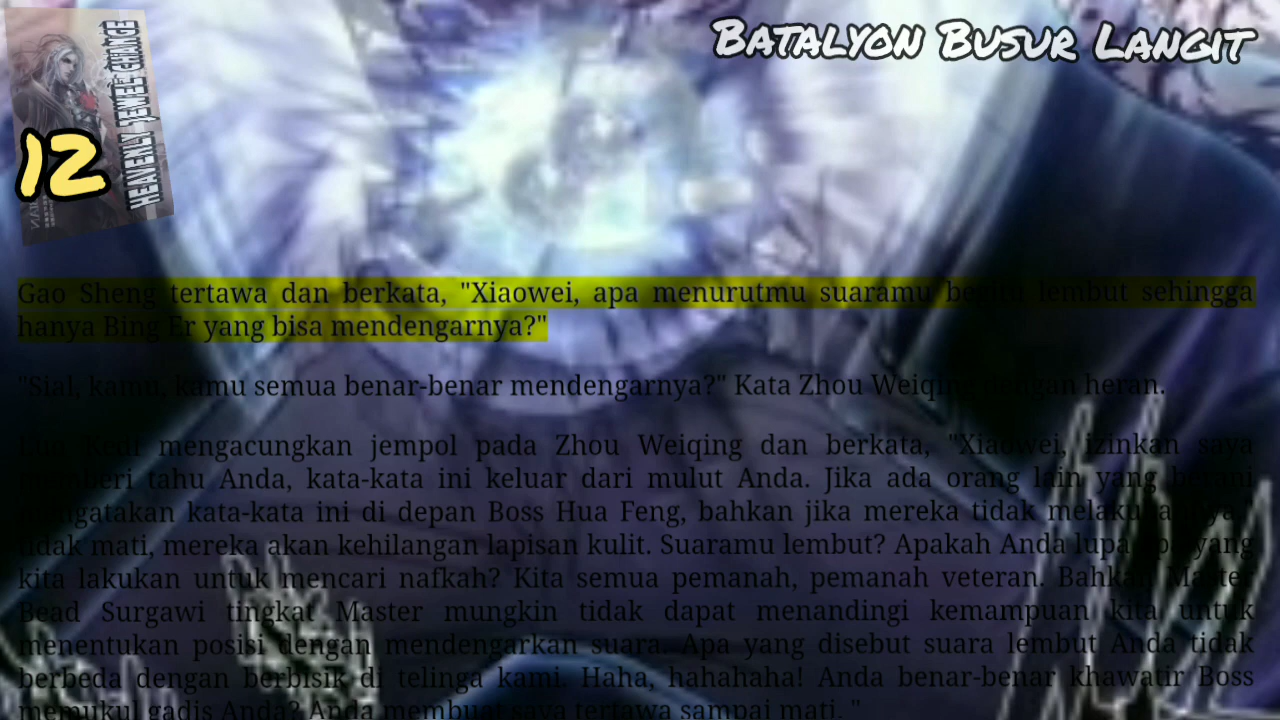 Batalyon Busur Langit
HEAVENLY JEWEL CHANGE
12
Gao Sheng tertawa dan berkata, "Xiaowei, apa menurutmu suaramu begitu lembut sehingga
hanya Bing Er yang bisa mendengarnya?"
"Sial, kamu, kamu semua benar-benar mendengarnya?" Kata Zhou Weiqing dengan heran.
mengacungkan jempol pada Zhou Weiqing dan berkata, "Xiaowei, izinkan saya
memberi tahu Anda, kata-kata ini keluar dari mulut Anda. Jika ada orang lain yang berani
mengatakan kata-kata ini di depan Boss Hua Feng, bahkan jika mereka tidak
tidak mati, mereka akan kehilangan lapisan kulit. Suaramu lembut? Apakah Anda lupa apa yang
kita lakukan untuk mencari nafkah? Kita semua pemanah, pemanah veteran. Bahkan Master
Bead Surgawi tingkat Master mungkin tidak dapat menandingi kemampuan kita untuk
menentukan posisi dengan mendengarkan suara. Apa yang disebut suara lembut Anda tidak
berbeda dengan berbisik di telinga kami. Haha, hahahaha! Anda benar-benar khawatir Boss
memukul gadis Anda? Anda membuat saya tertawa sampai mati. "